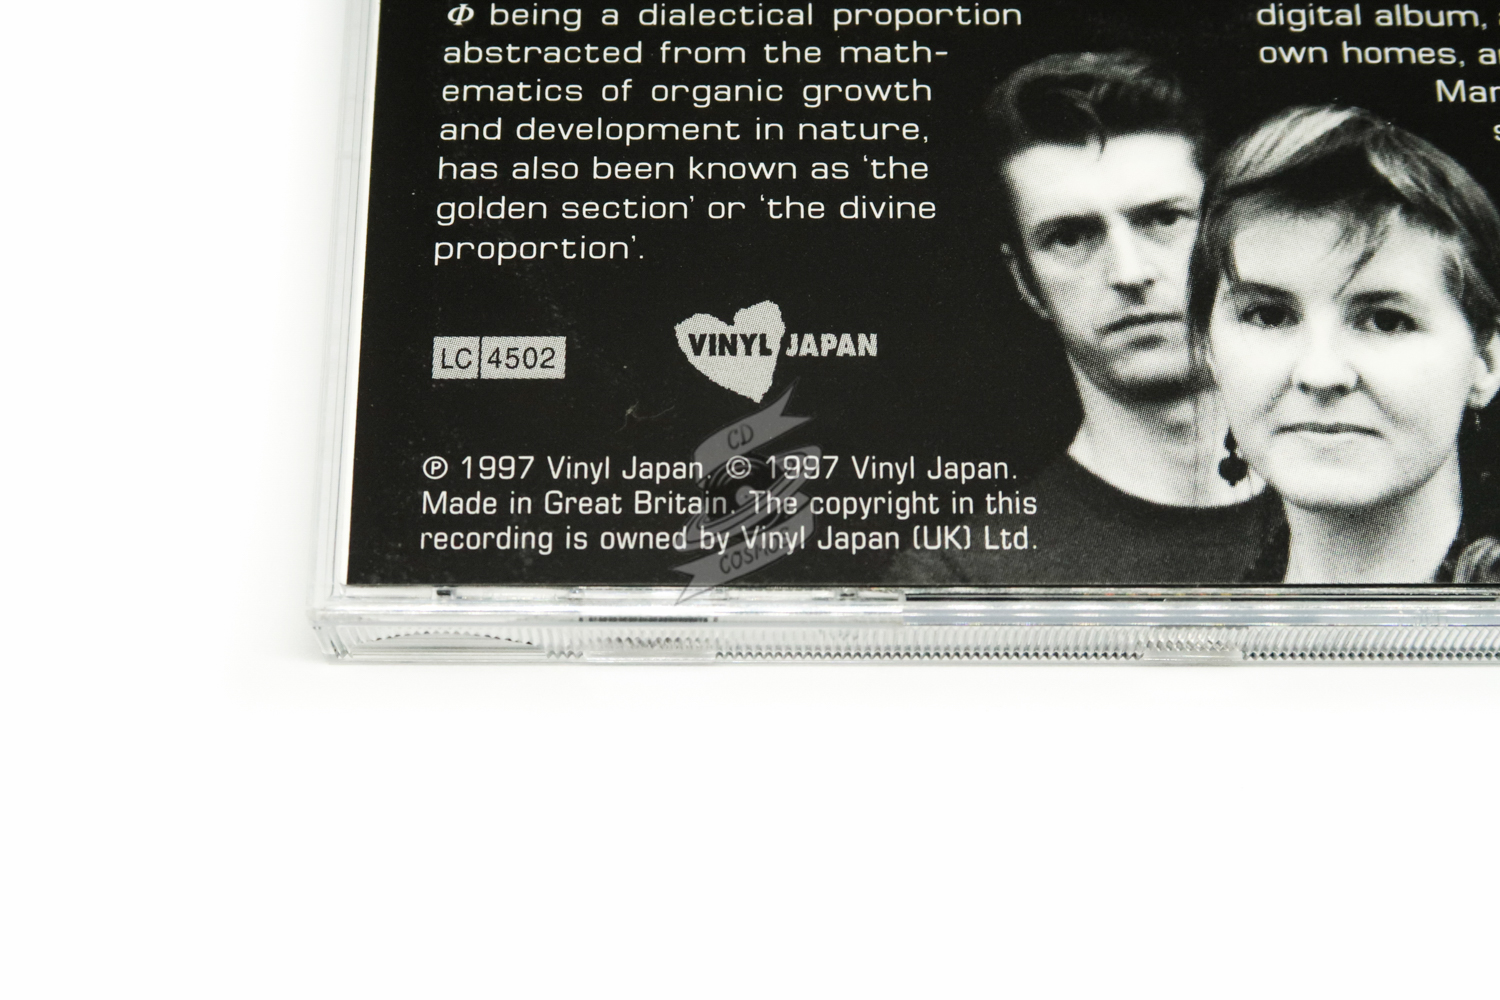 Φ being a dialectical proportion
abstracted from the math-
ematics of organic growth
and development in nature,
has also been known as ‘the
golden section’ or ‘the divine
proportion’.
digital album,
own homes,
LC 4502
VINYL JAPAN
℗ 1997 Vinyl Japan. © 1997 Vinyl Japan.
Made in Great Britain. The copyright in this
recording is owned by Vinyl Japan (UK) Ltd.
CD
COSMOS